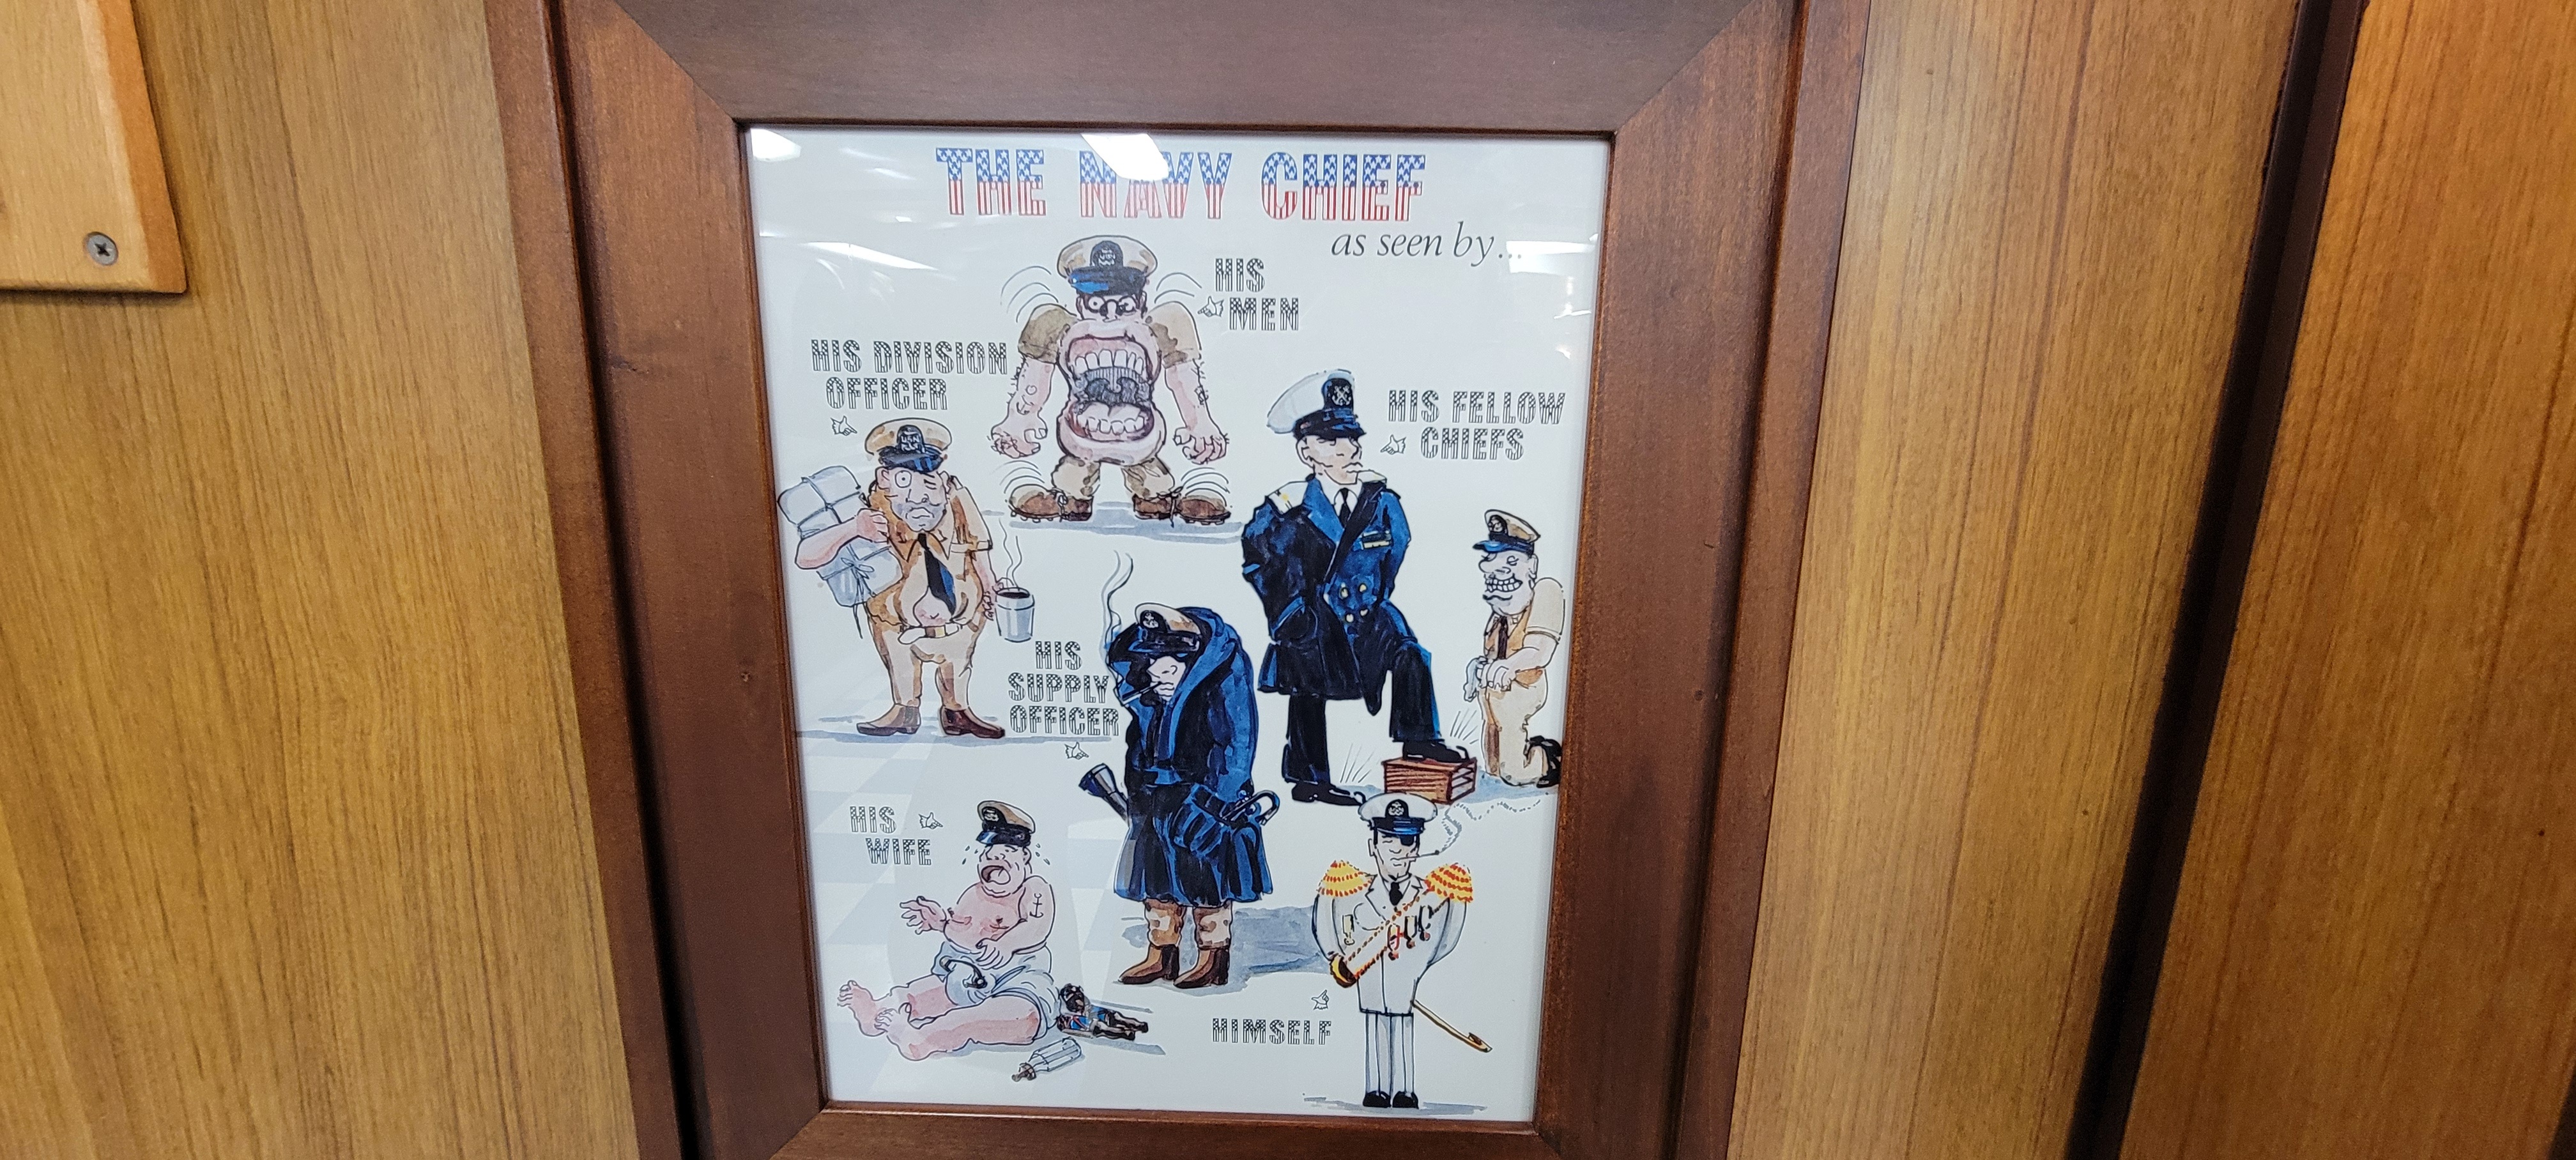 THE NAVY CHIEF
as seen by...
HIS
MEN
HIS DIVISION
OFFICER
HIS FELLOW
CHIEFS
USN
HIS
SUPPLY
OFFICER
HIS
WIFE
HIMSELF